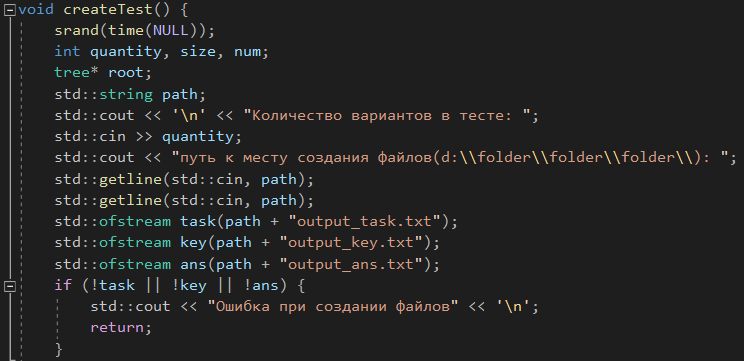 void createTest() {
    srand(time(NULL));
    int quantity, size, num;
    tree* root;
    std::string path;
    std::cout << '\n' << "Количество вариантов в тесте: ";
    std::cin >> quantity;
    std::cout << "путь к месту создания файлов(d:\\folder\\folder\\folder\\): ";
    std::getline(std::cin, path);
    std::getline(std::cin, path);
    std::ofstream task(path + "output_task.txt");
    std::ofstream key(path + "output_key.txt");
    std::ofstream ans(path + "output_ans.txt");
    if (!task || !key || !ans) {
        std::cout << "Ошибка при создании файлов" << '\n';
        return;
    }